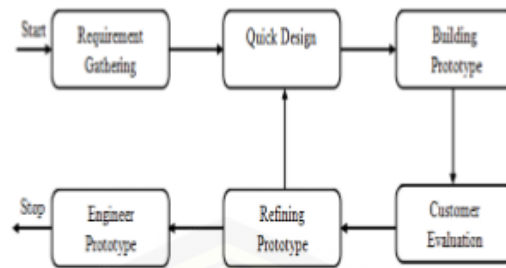 Start
Requirement
Gathering
Quick Design
Building
Prototype
Stop
Engineer
Prototype
Refining
Prototype
Customer
Evaluation